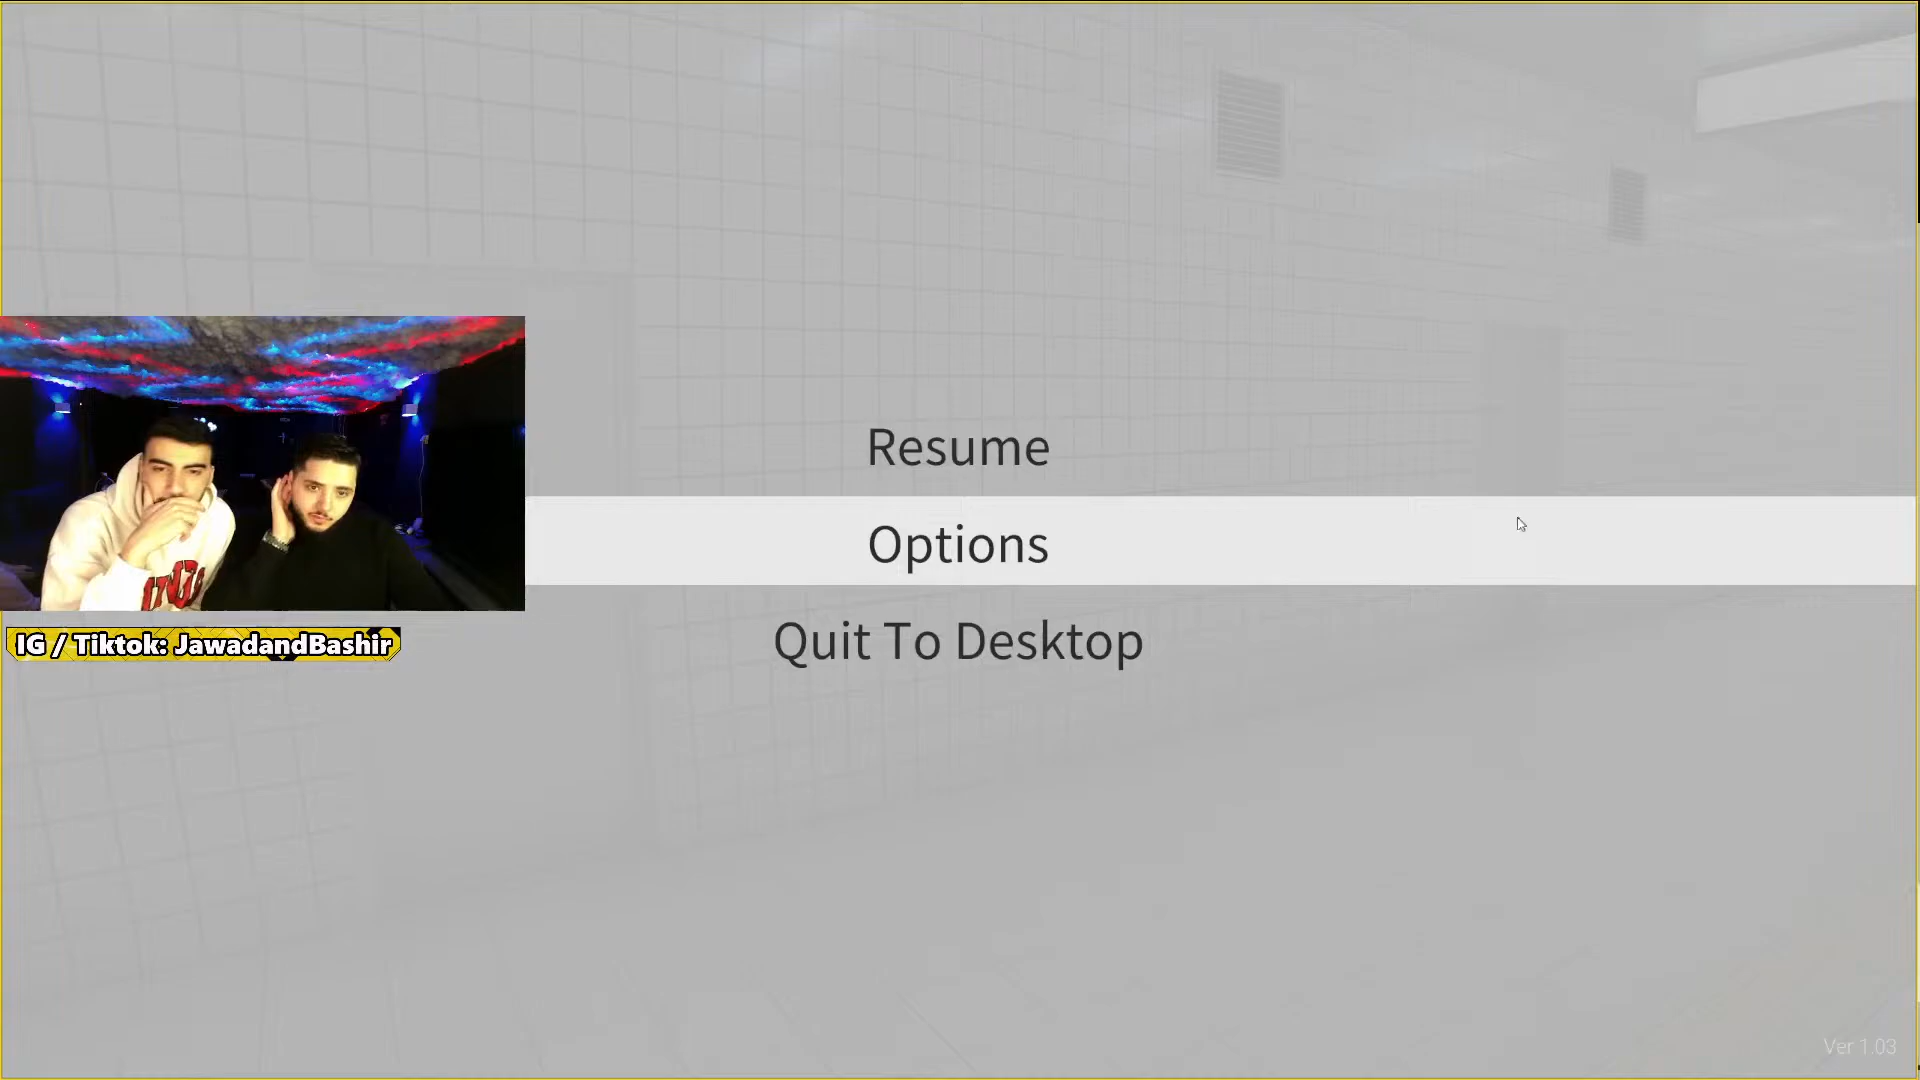 Resume
Options
Quit To Desktop
IG / Tiktok: JawadandBashir
Ver 1.03